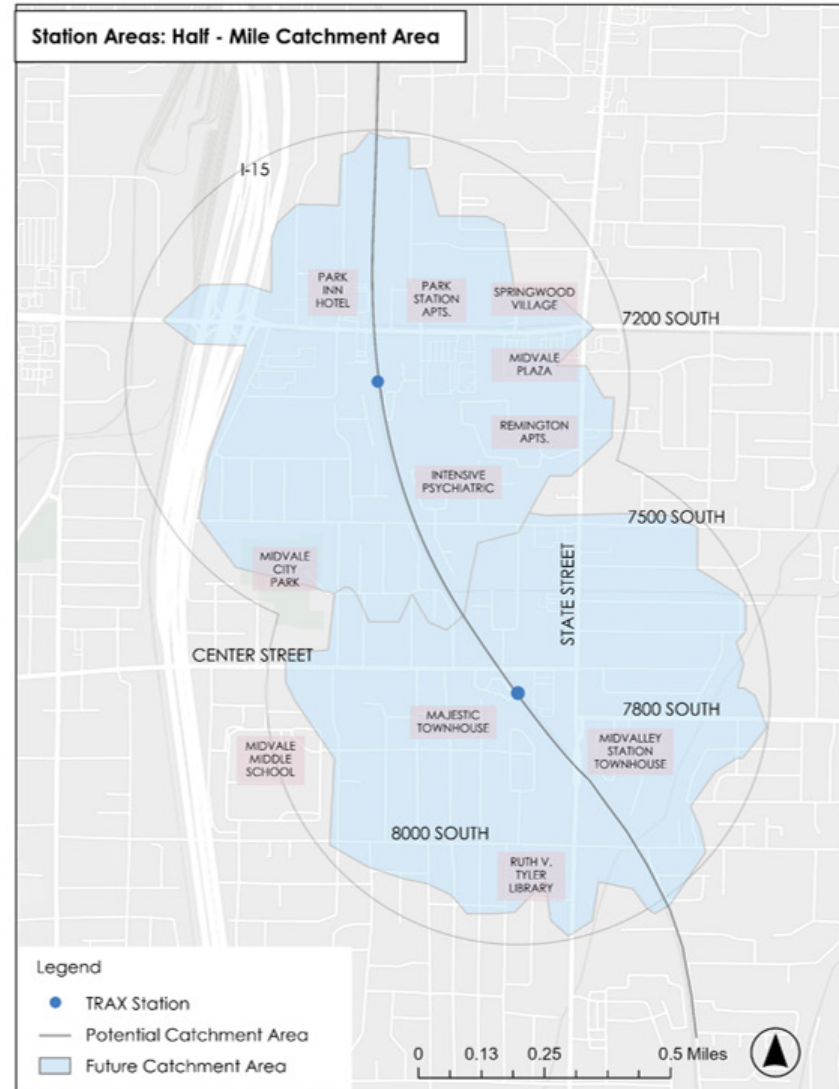 Station Areas: Half - Mile Catchment Area
I-15
PARK
INN
HOTEL
PARK
STATION
APTS.
SPRINGWOOD
VILLAGE
7200 SOUTH
MIDVALE
PLAZA
REMINGTON
APTS.
INTENSIVE
PSYCHIATRIC
7500 SOUTH
MIDVALE
CITY
PARK
STATE STREET
CENTER STREET
MAJESTIC
TOWNHOUSE
7800 SOUTH
MIDVALLEY
STATION
TOWNHOUSE
MIDVALE
MIDDLE
SCHOOL
8000 SOUTH
RUTH V.
TYLER
LIBRARY
Legend
TRAX Station
Potential Catchment Area
Future Catchment Area
0 0.13 0.25 0.5 Miles